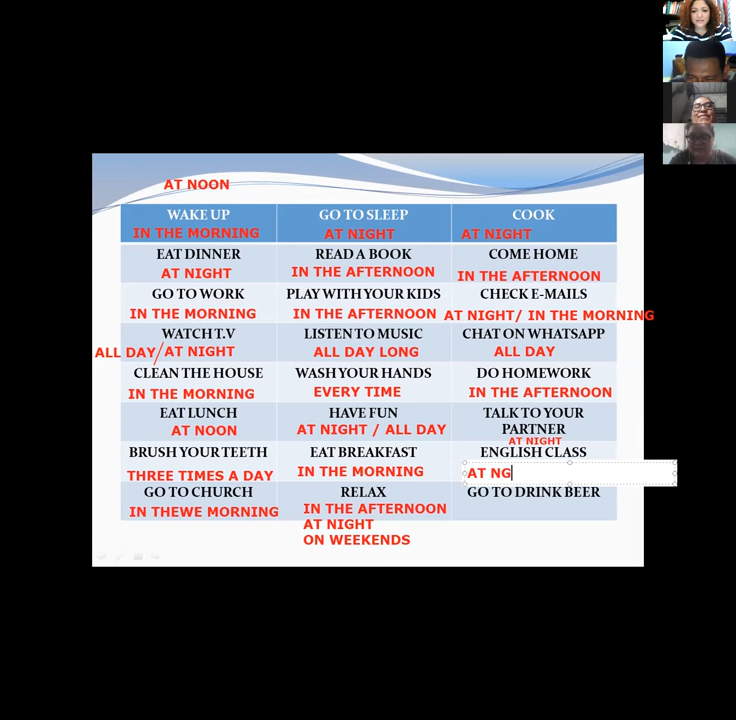 AT NOON
WAKE UP GO TO SLEEP COOK
IN THE MORNING AT NIGHT AT NIGHT
EAT DINNER READ A BOOK COME HOME
AT NIGHT IN THE AFTERNOON IN THE AFTERNOON
GO TO WORK PLAY WITH YOUR KIDS CHECK E-MAILS
IN THE MORNING IN THE AFTERNOON AT NIGHT/ IN THE MORNING
WATCH T.V LISTEN TO MUSIC CHAT ON WHATSAPP
ALL DAY/AT NIGHT ALL DAY LONG ALL DAY
CLEAN THE HOUSE WASH YOUR HANDS DO HOMEWORK
IN THE MORNING EVERY TIME IN THE AFTERNOON
EAT LUNCH HAVE FUN TALK TO YOUR
AT NOON AT NIGHT / ALL DAY PARTNER
AT NIGHT
BRUSH YOUR TEETH EAT BREAKFAST ENGLISH CLASS
THREE TIMES A DAY IN THE MORNING AT NG
GO TO CHURCH RELAX GO TO DRINK BEER
IN THEWE MORNING IN THE AFTERNOON
AT NIGHT
ON WEEKENDS